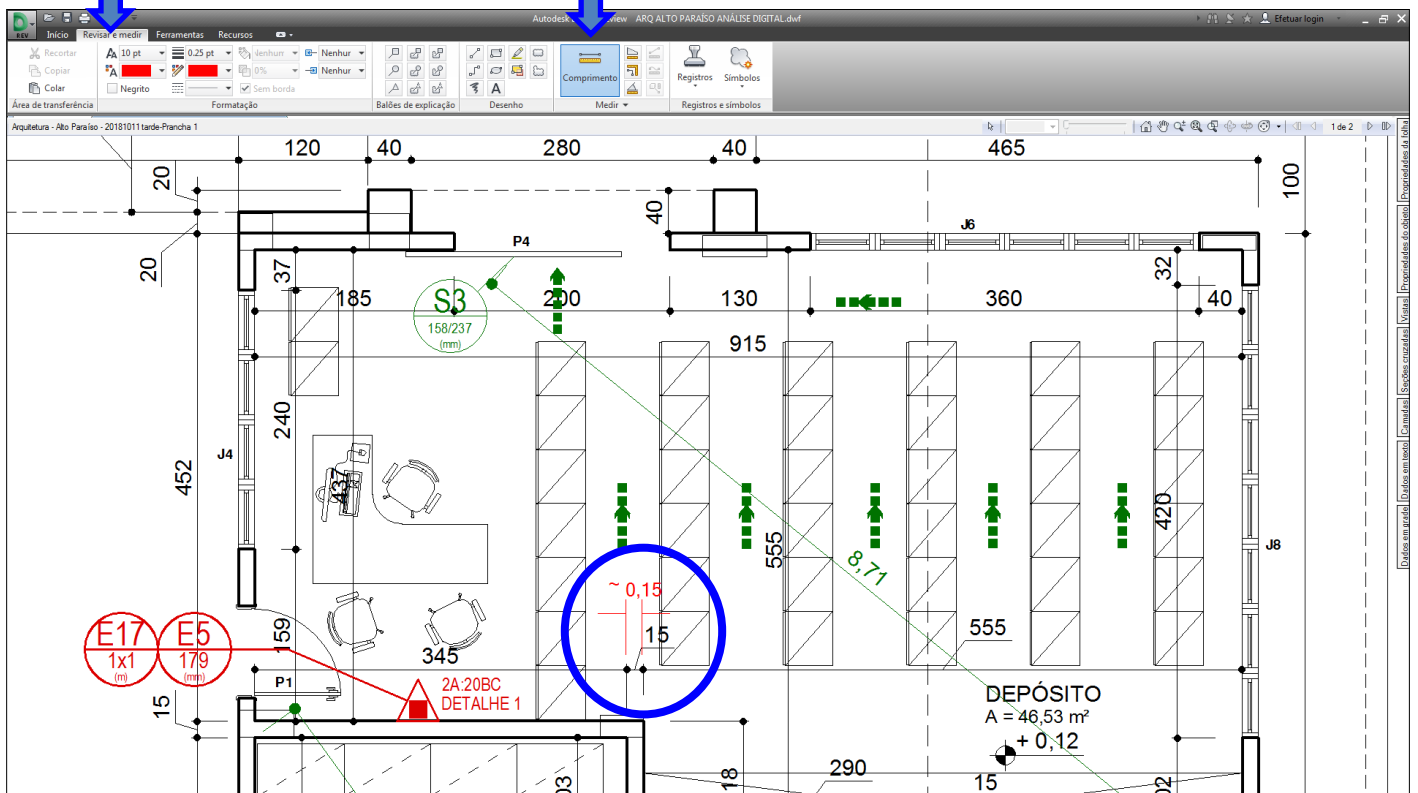 Efetuar login
ARQ ALTO PARAÍSO ANÁLISE DIGITAL.dwf
REV
Início
Ferramentas
Recursos
Recortar
Copiar
Colar
10 pt
0.25 pt
Nenhur
0%
Nenhur
Negrito
Sem borda
A
Comprimento
Registros
Símbolos
Área de transferência
Formatação
Balões de explicação
Desenho
Medir
Registros e símbolos
Arquitetura - Alto Paraíso - 20181011 tarde-Prancha 1
1 de 2
Propriedades da folha
Propriedades do objeto
Vistas
Seções cruzadas
Camadas
Dados em texto
Dados em grade
120
40
280
40
465
20
100
40
J6
P4
20
37
32
185
S3
158/237
(mm)
200
130
360
40
915
240
J4
452
43
420
555
J8
8,71
~ 0,15
15
555
E17
1x1
(m)
E5
179
(mm)
159
345
P1
2A:20BC
DETALHE 1
15
DEPÓSITO
A = 46,53 m²
+ 0,12
290
15
18